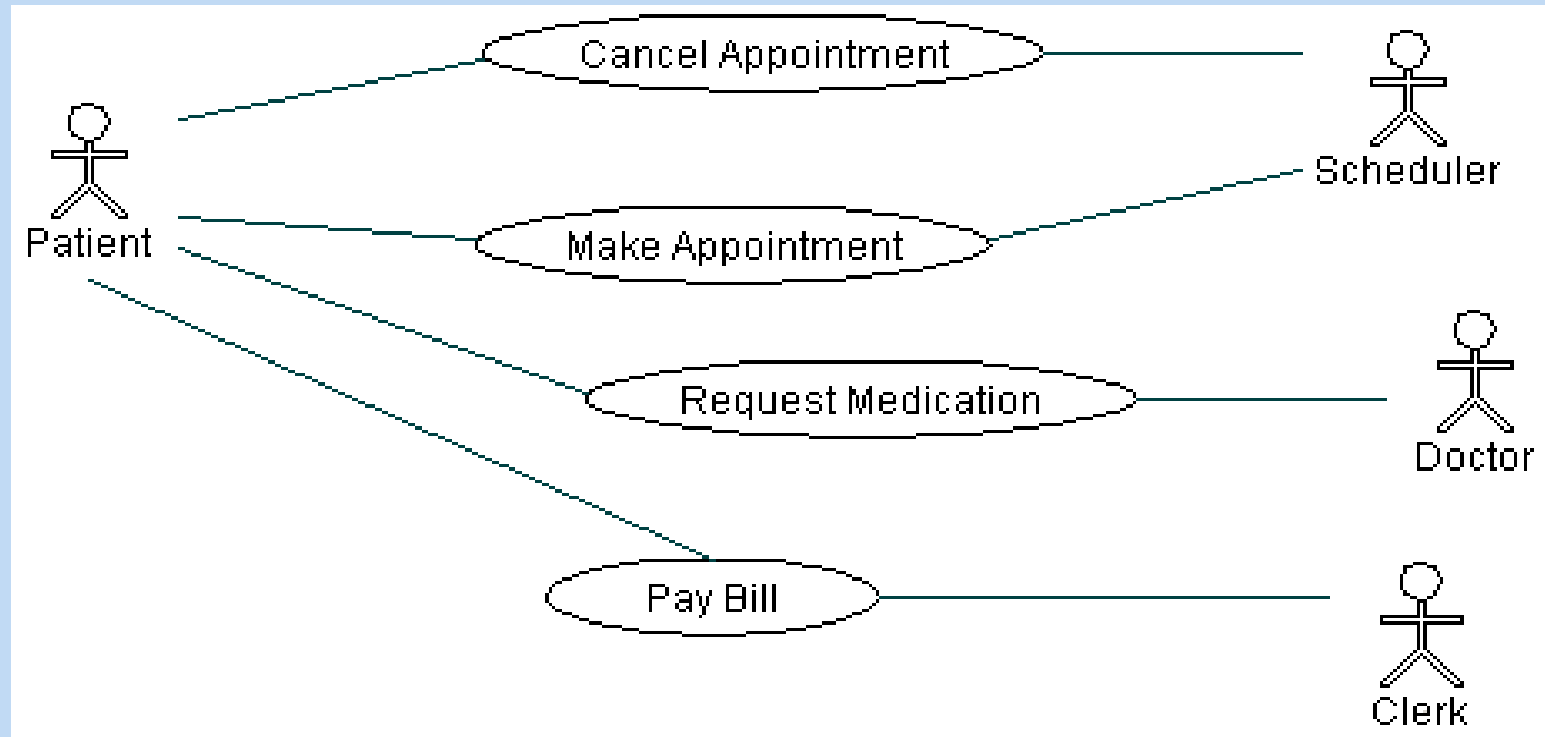 Cancel Appointment
Scheduler
Patient
Make Appointment
Request Medication
Doctor
Pay Bill
Clerk